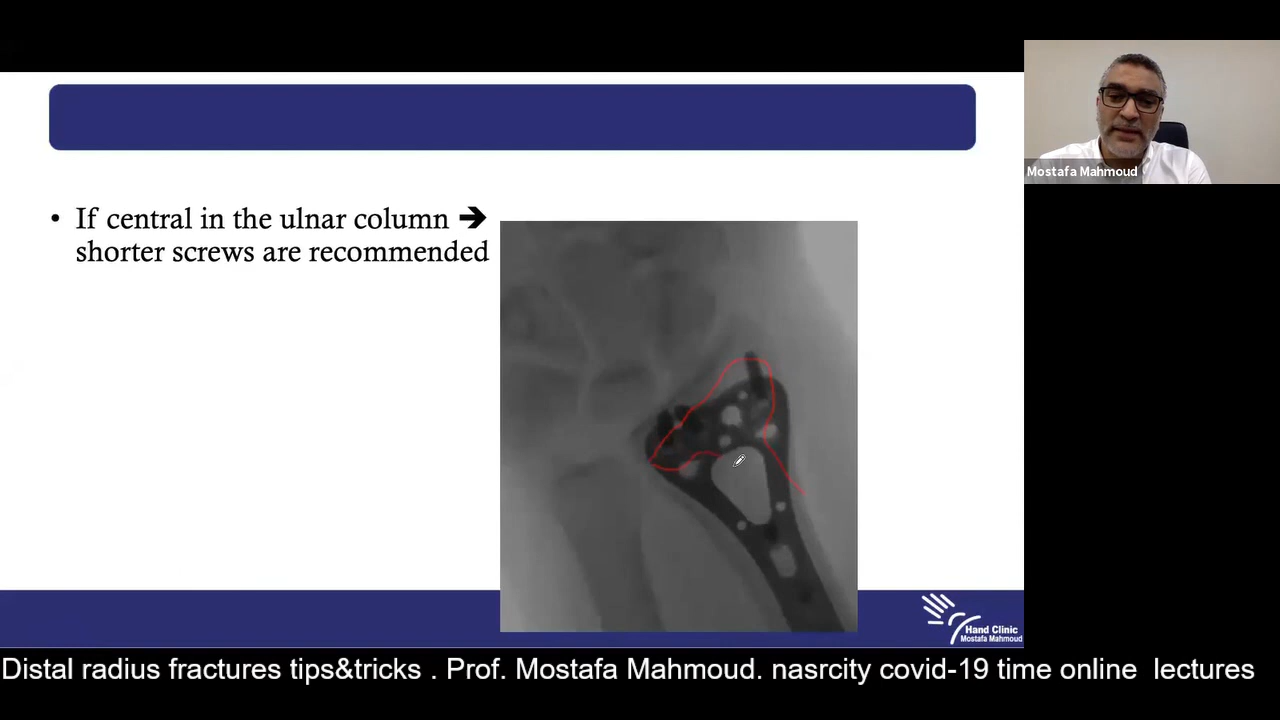 Mostafa Mahmoud
• If central in the ulnar column ➔
shorter screws are recommended
Hand Clinic
Mostafa Mahmoud
Distal radius fractures tips&tricks . Prof. Mostafa Mahmoud. nasrcity covid-19 time online lectures